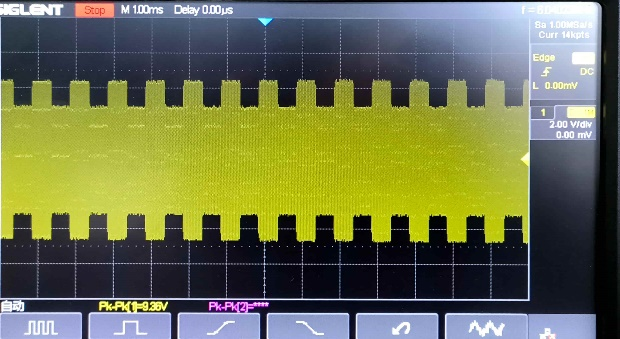 SIGLENT Stop M 1.00ms Delay 0.00μs
Sa 1.00MSa/s
Curr 14kpts
Edge
DC
L 0.00mV
1
2.00 V/div
0.00 mV
自动 Pk-Pk[1]=9.36V Pk-Pk[2]=****